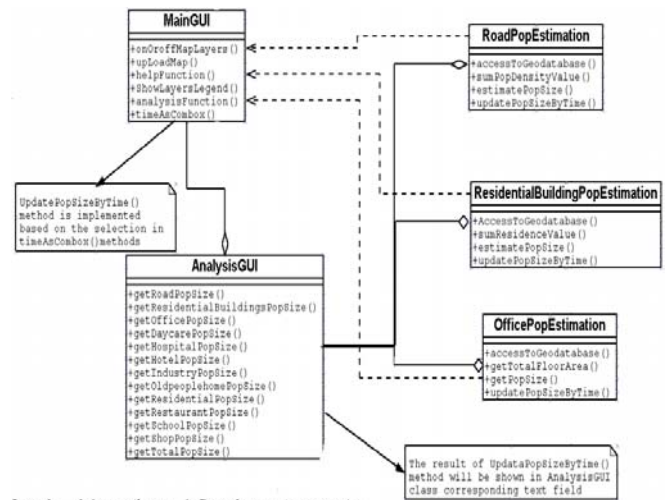 MainGUI
+onOroffMapLayers()
+upLoadMap()
+helpFunction()
+ShowLayersLegend()
+analysisFunction()
+timeAsCombox()
RoadPopEstimation
+accessToGeodatabase()
+sumPopDensityValue()
+estimatePopSize()
+updatePopSizeByTime()
UpdatePopSizeByTime()
method is implemented
based on the selection in
timeAsCombox()methods
ResidentialBuildingPopEstimation
+AccessToGeodatabase()
+sumResidenceValue()
+estimatePopSize()
+updatePopSizeByTime()
AnalysisGUI
+getRoadPopSize()
+getResidentialBuildingsPopSize()
+getOfficePopSize()
+getDaycarePopSize()
+getHospitalPopSize()
+getHotelPopSize()
+getIndustryPopSize()
+getOldpeoplehomePopSize()
+getResidentialPopSize()
+getRestaurantPopSize()
+getSchoolPopSize()
+getShopPopSize()
+getTotalPopSize()
OfficePopEstimation
+accessToGeodatabase()
+getTotalFloorArea()
+getPopSize()
+updatePopSizeByTime()
The result of UpdataPopSizeByTime()
method will be shown in AnalysisGUI
class corresponding text field